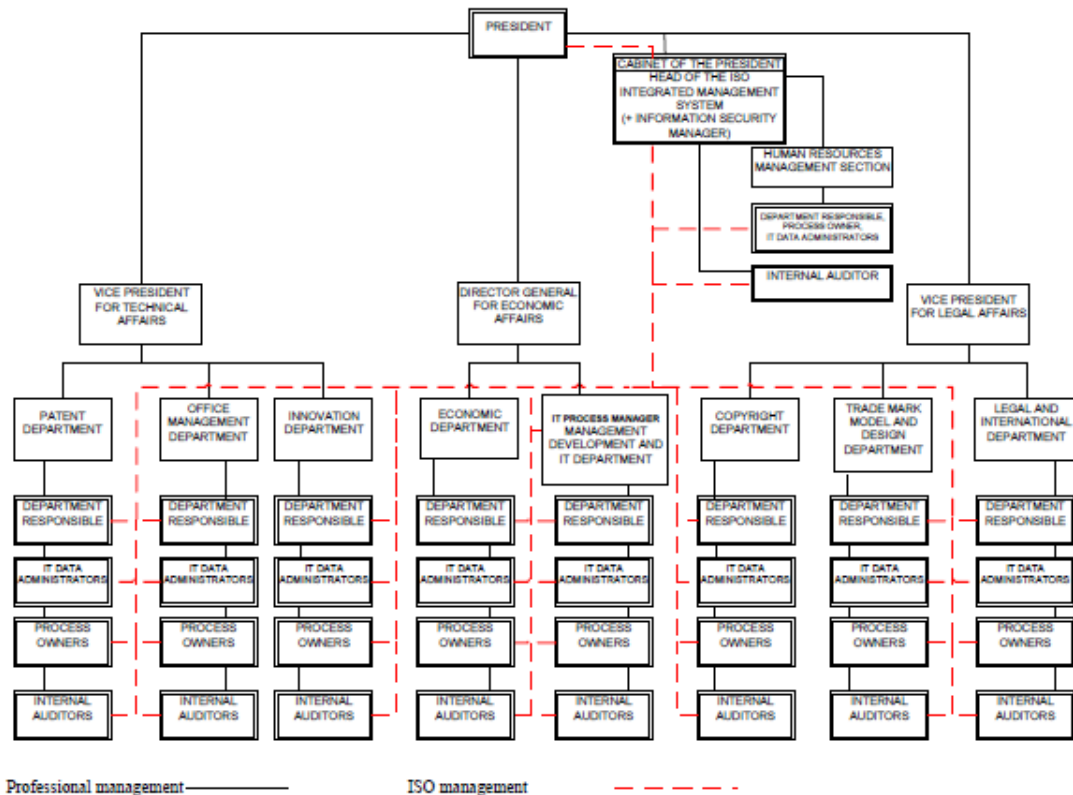 PRESIDENT
CABINET OF THE PRESIDENT
HEAD OF THE ISO
INTEGRATED MANAGEMENT
SYSTEM
(+ INFORMATION SECURITY
MANAGER)
HUMAN RESOURCES
MANAGEMENT SECTION
DEPARTMENT RESPONSIBLE,
PROCESS OWNER,
IT DATA ADMINISTRATORS
INTERNAL AUDITOR
VICE PRESIDENT
FOR TECHNICAL
AFFAIRS
DIRECTOR GENERAL
FOR ECONOMIC
AFFAIRS
VICE PRESIDENT
FOR LEGAL AFFAIRS
PATENT
DEPARTMENT
OFFICE
MANAGEMENT
DEPARTMENT
INNOVATION
DEPARTMENT
ECONOMIC
DEPARTMENT
IT PROCESS MANAGER
MANAGEMENT
DEVELOPMENT AND
IT DEPARTMENT
COPYRIGHT
DEPARTMENT
TRADE MARK
MODEL AND
DESIGN
DEPARTMENT
LEGAL AND
INTERNATIONAL
DEPARTMENT
DEPARTMENT
RESPONSIBLE
DEPARTMENT
RESPONSIBLE
DEPARTMENT
RESPONSIBLE
DEPARTMENT
RESPONSIBLE
DEPARTMENT
RESPONSIBLE
DEPARTMENT
RESPONSIBLE
DEPARTMENT
RESPONSIBLE
DEPARTMENT
RESPONSIBLE
IT DATA
ADMINISTRATORS
IT DATA
ADMINISTRATORS
IT DATA
ADMINISTRATORS
IT DATA
ADMINISTRATORS
IT DATA
ADMINISTRATORS
IT DATA
ADMINISTRATORS
IT DATA
ADMINISTRATORS
IT DATA
ADMINISTRATORS
PROCESS
OWNERS
PROCESS
OWNERS
PROCESS
OWNERS
PROCESS
OWNERS
PROCESS
OWNERS
PROCESS
OWNERS
PROCESS
OWNERS
PROCESS
OWNERS
INTERNAL
AUDITORS
INTERNAL
AUDITORS
INTERNAL
AUDITORS
INTERNAL
AUDITORS
INTERNAL
AUDITORS
INTERNAL
AUDITORS
INTERNAL
AUDITORS
INTERNAL
AUDITORS
Professional management
ISO management